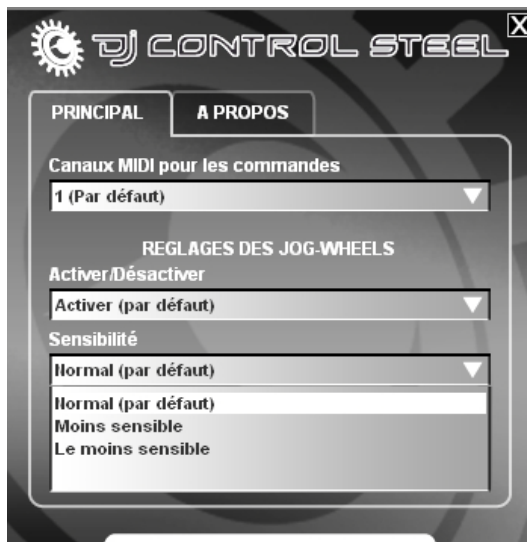 DJ CONTROL STEEL
X
PRINCIPAL
A PROPOS
Canaux MIDI pour les commandes
1 (Par défaut)
REGLAGES DES JOG-WHEELS
Activer/Désactiver
Activer (par défaut)
Sensibilité
Normal (par défaut)
Normal (par défaut)
Moins sensible
Le moins sensible